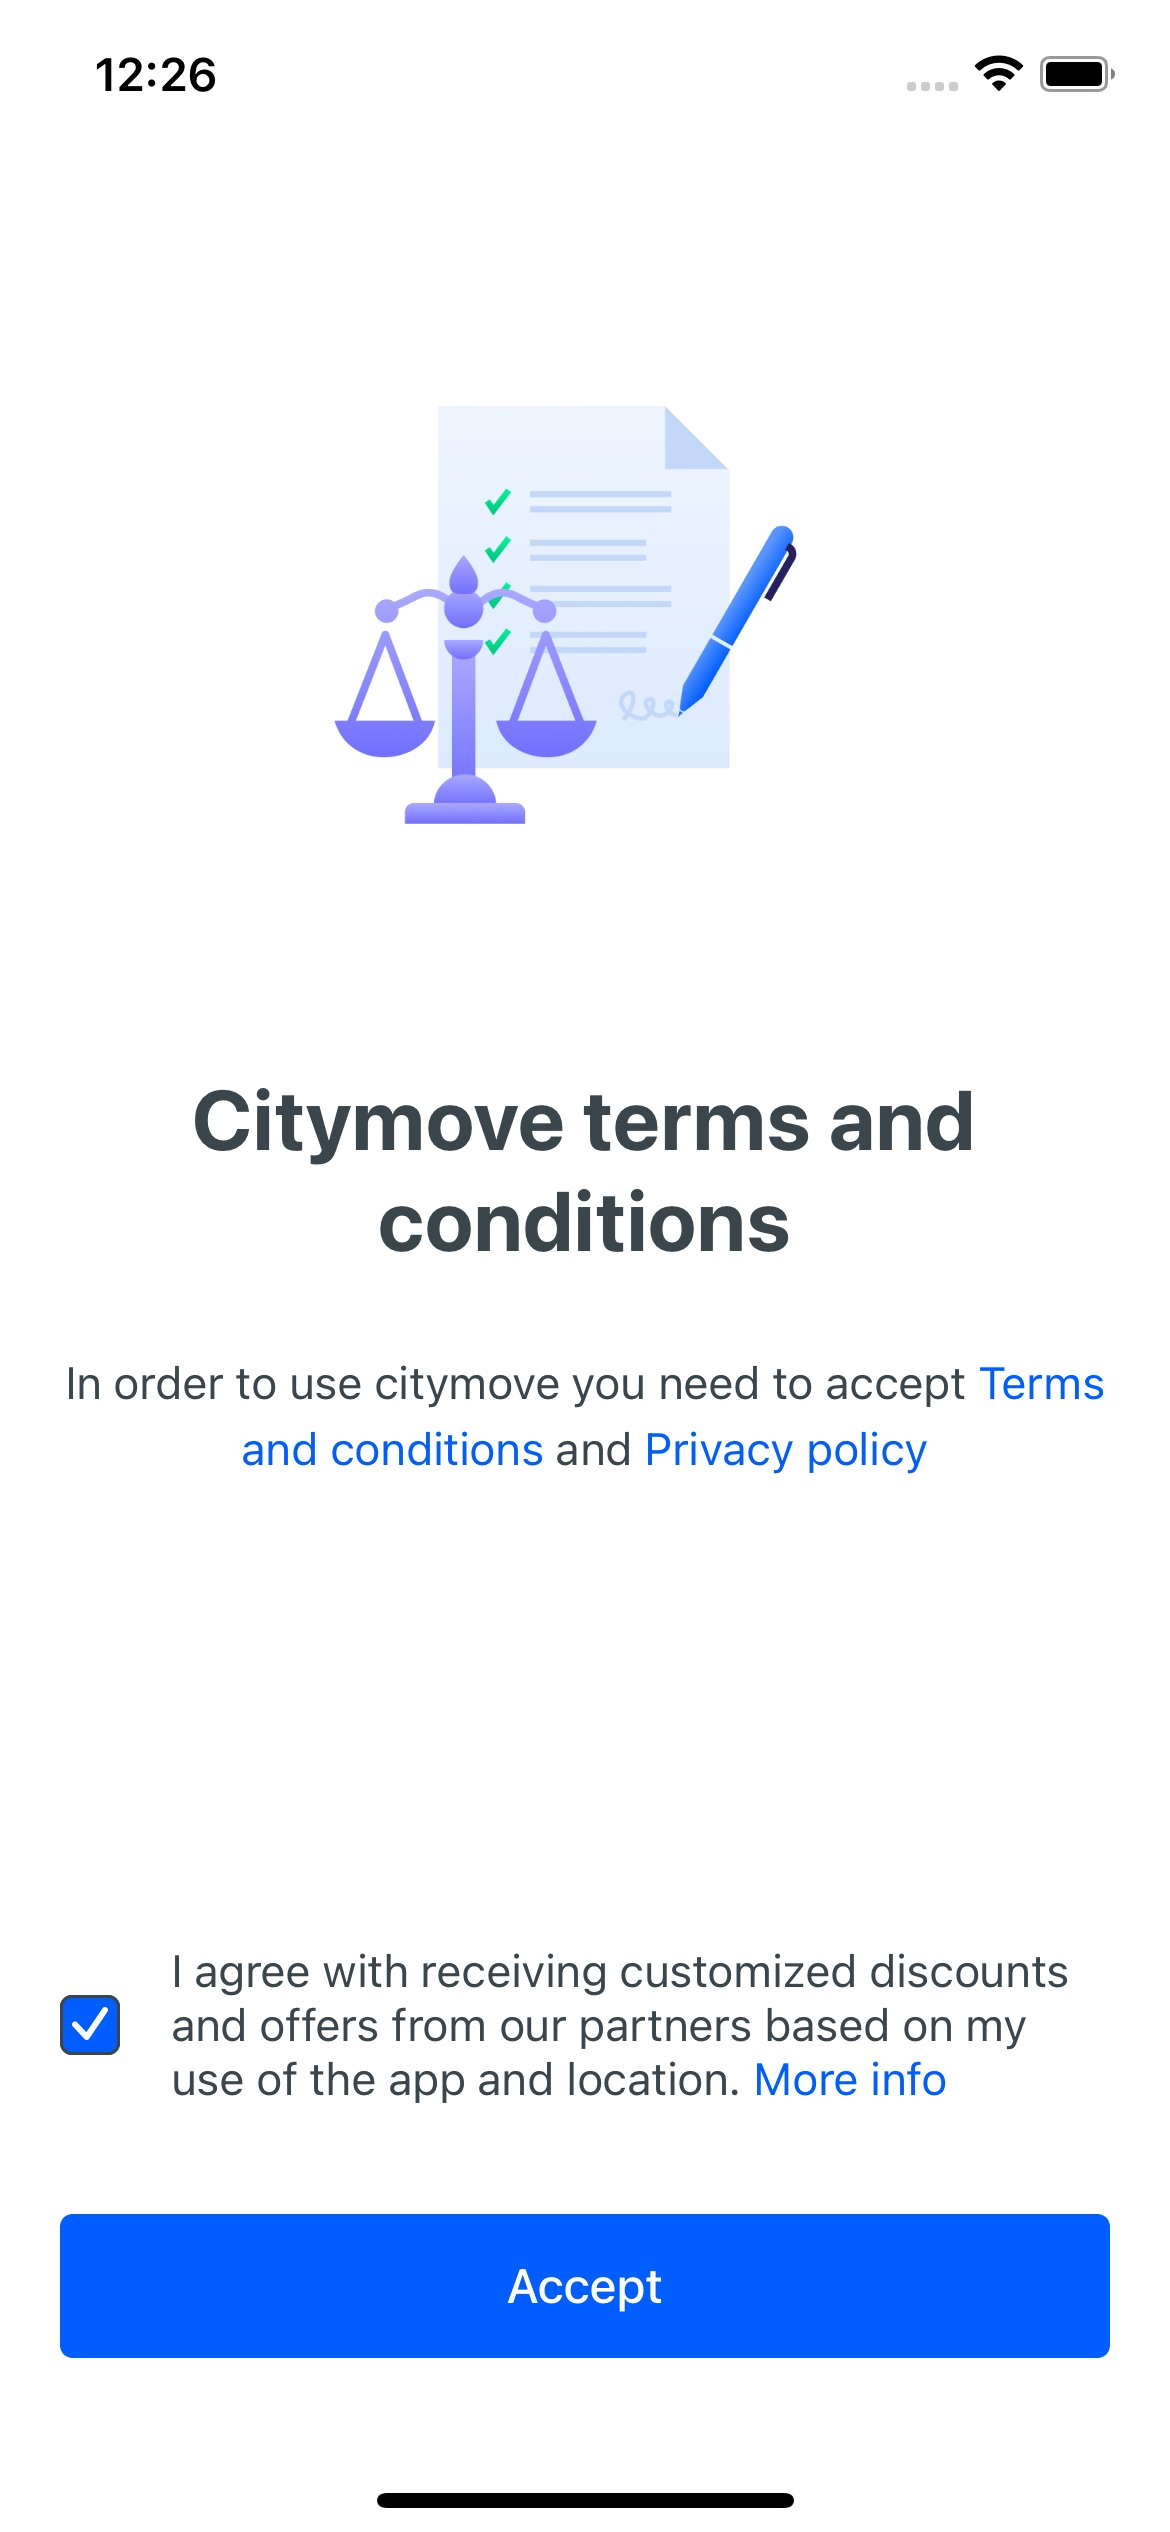 12:26
Citymove terms and
conditions
In order to use citymove you need to accept Terms
and conditions and Privacy policy
I agree with receiving customized discounts
and offers from our partners based on my
use of the app and location. More info
Accept